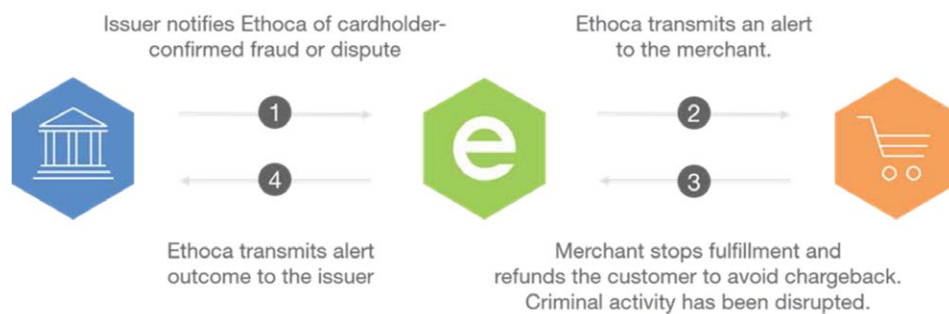 Issuer notifies Ethoca of cardholder-
confirmed fraud or dispute
Ethoca transmits an alert
to the merchant.
1
2
e
4
3
Ethoca transmits alert
outcome to the issuer
Merchant stops fulfillment and
refunds the customer to avoid chargeback.
Criminal activity has been disrupted.